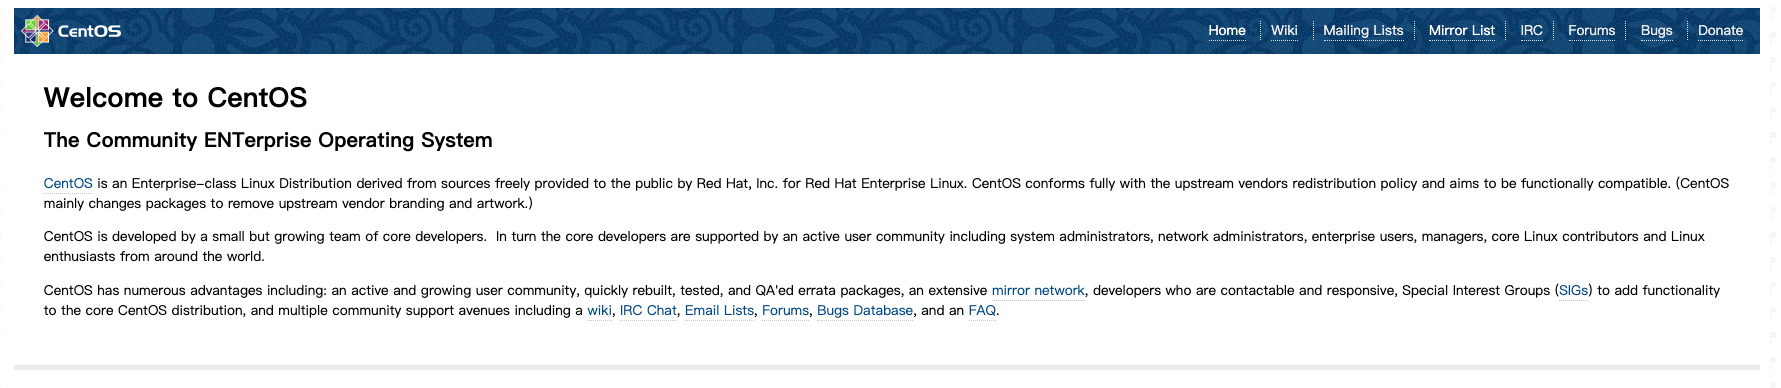 CentOS
Home Wiki Mailing Lists Mirror List IRC Forums Bugs Donate
Welcome to CentOS
The Community ENTerprise Operating System
CentOS is an Enterprise-class Linux Distribution derived from sources freely provided to the public by Red Hat, Inc. for Red Hat Enterprise Linux. CentOS conforms fully with the upstream vendors redistribution policy and aims to be functionally compatible. (CentOS
mainly changes packages to remove upstream vendor branding and artwork.)
CentOS is developed by a small but growing team of core developers.  In turn the core developers are supported by an active user community including system administrators, network administrators, enterprise users, managers, core Linux contributors and Linux
enthusiasts from around the world.
CentOS has numerous advantages including: an active and growing user community, quickly rebuilt, tested, and QA'ed errata packages, an extensive mirror network, developers who are contactable and responsive, Special Interest Groups (SIGs) to add functionality
to the core CentOS distribution, and multiple community support avenues including a wiki, IRC Chat, Email Lists, Forums, Bugs Database, and an FAQ.